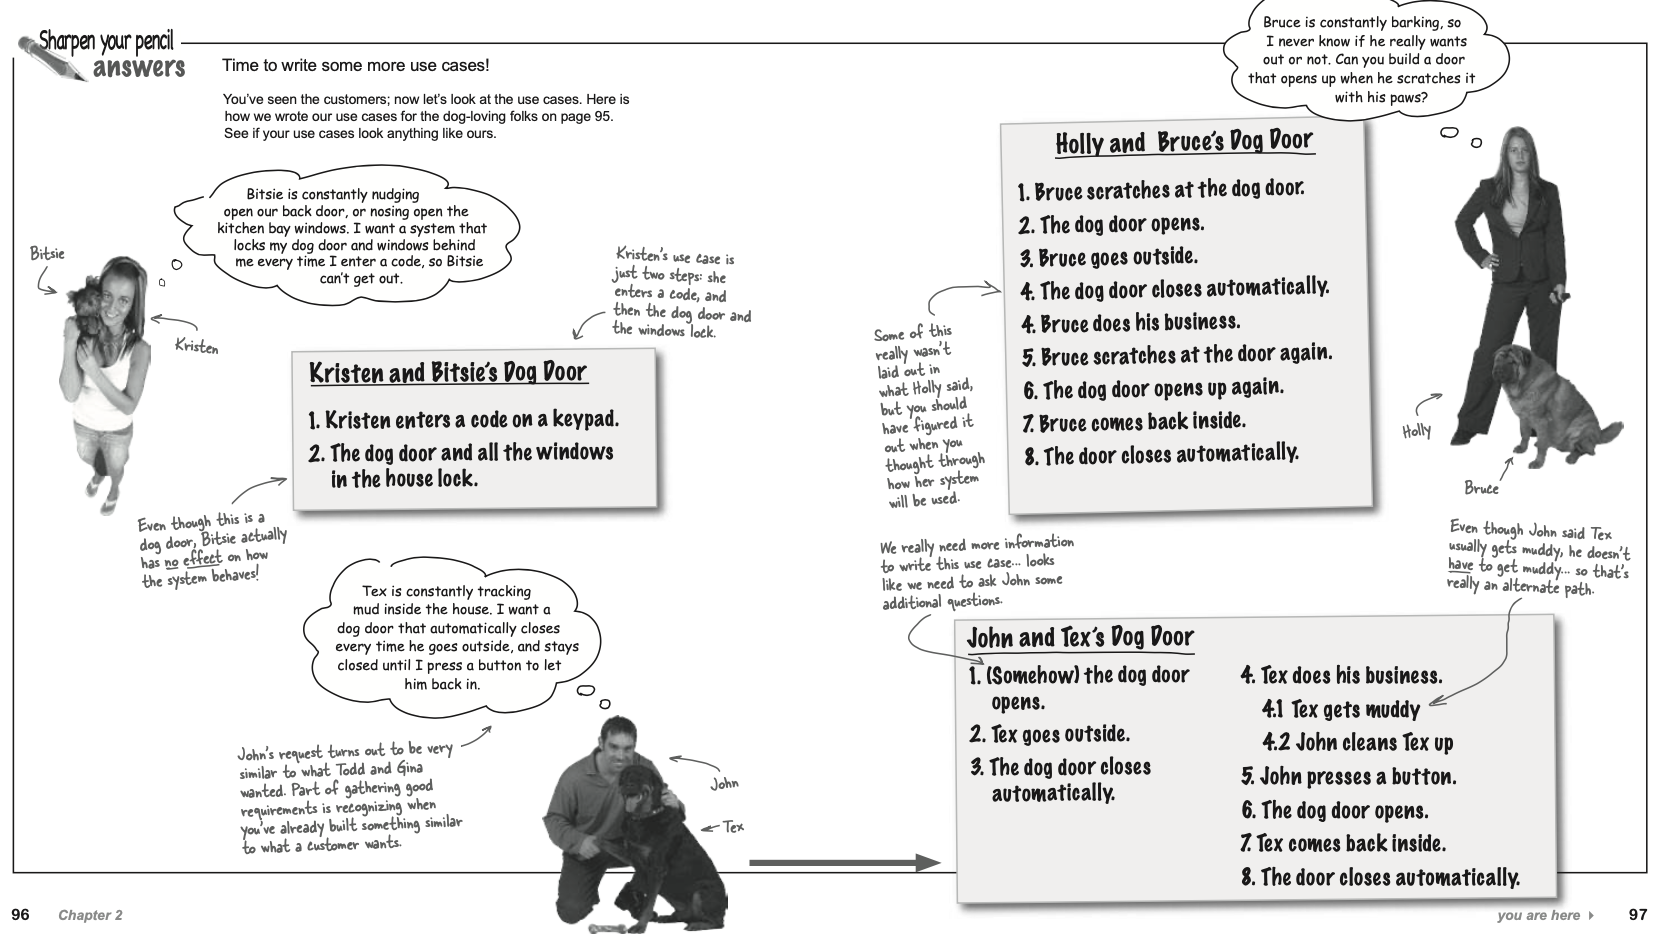 Sharpen your pencil
answers
Time to write some more use cases!
You've seen the customers; now let's look at the use cases. Here is
how we wrote our use cases for the dog-loving folks on page 95.
See if your use cases look anything like ours.
Bitsie is constantly nudging
open our back door, or nosing open the
kitchen bay windows. I want a system that
locks my dog door and windows behind
me every time I enter a code, so Bitsie
can't get out.
Bitsie
Kristen
Kristen's use case is
just two steps: she
enters a code, and
then the dog door and
the windows lock.
Kristen and Bitsie's Dog Door
1. Kristen enters a code on a keypad.
2. The dog door and all the windows
in the house lock.
Even though this is a
dog door, Bitsie actually
has no effect on how
the system behaves!
Tex is constantly tracking
mud inside the house. I want a
dog door that automatically closes
every time he goes outside, and stays
closed until I press a button to let
him back in.
John's request turns out to be very
similar to what Todd and Gina
wanted. Part of gathering good
requirements is recognizing when
you've already built something similar
to what a customer wants.
John
Tex
96 Chapter 2
Bruce is constantly barking, so
I never know if he really wants
out or not. Can you build a door
that opens up when he scratches it
with his paws?
Holly and Bruce's Dog Door
1. Bruce scratches at the dog door.
2. The dog door opens.
3. Bruce goes outside.
4. The dog door closes automatically.
4. Bruce does his business.
5. Bruce scratches at the door again.
6. The dog door opens up again.
7. Bruce comes back inside.
8. The door closes automatically.
Some of this
really wasn't
laid out in
what Holly said,
but you should
have figured it
out when you
thought through
how her system
will be used.
Holly
Bruce
We really need more information
to write this use case... looks
like we need to ask John some
additional questions.
Even though John said Tex
usually gets muddy, he doesn't
have to get muddy... so that's
really an alternate path.
John and Tex's Dog Door
1. (Somehow) the dog door
opens.
2. Tex goes outside.
3. The dog door closes
automatically.
4. Tex does his business.
4.1 Tex gets muddy
4.2 John cleans Tex up
5. John presses a button.
6. The dog door opens.
7. Tex comes back inside.
8. The door closes automatically.
you are here 97